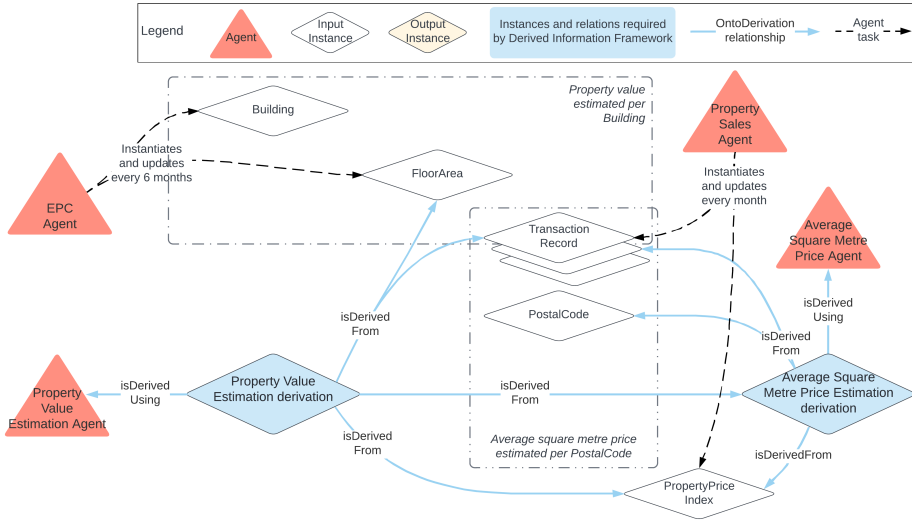 Legend
Agent
Input
Instance
Output
Instance
Instances and relations required
by Derived Information Framework
OntoDerivation
relationship
Agent
task
Property value
estimated per
Building
Building
Property
Sales
Agent
Instantiates
and updates
every 6 months
FloorArea
Instantiates
and updates
every month
EPC
Agent
Transaction
Record
Average
Square Metre
Price Agent
isDerived
From
PostalCode
isDerived
Using
isDerived
From
Property
Value
Estimation Agent
isDerived
Using
Property Value
Estimation derivation
isDerived
From
Average Square
Metre Price Estimation
derivation
isDerived
From
Average square metre price
estimated per PostalCode
isDerivedFrom
PropertyPrice
Index